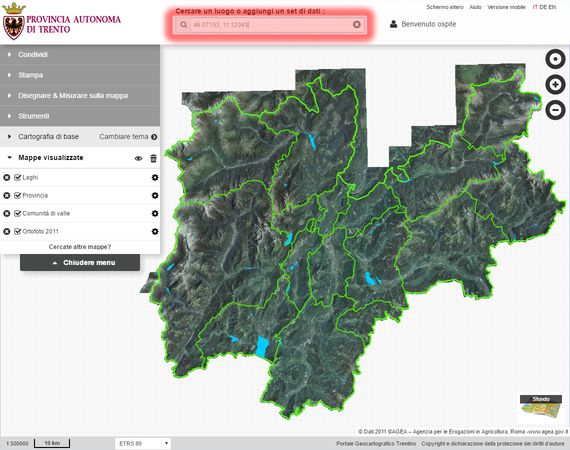 PROVINCIA AUTONOMA
DI TRENTO
Cercare un luogo o aggiungi un set di dati :
46.07153, 11.12043
Schermo intero Aiuto Versione mobile IT DE EN
Benvenuto ospite
Condividi
Stampa
Disegnare & Misurare sulla mappa
Strumenti
Cartografia di base Cambiare tema
Mappe visualizzate
Laghi
Provincia
Comunità di valle
Ortofoto 2011
Cercate altre mappe?
Chiudere menu
Sfondo
© Dati:2011 ©AGEA – Agenzia per le Erogazioni in Agricoltura, Roma -www.agea.gov.it
1:500000 10 km ETRS 89 Portale Geocartografico Trentino Copyright e dichiarazione della protezione dei diritti d'autore